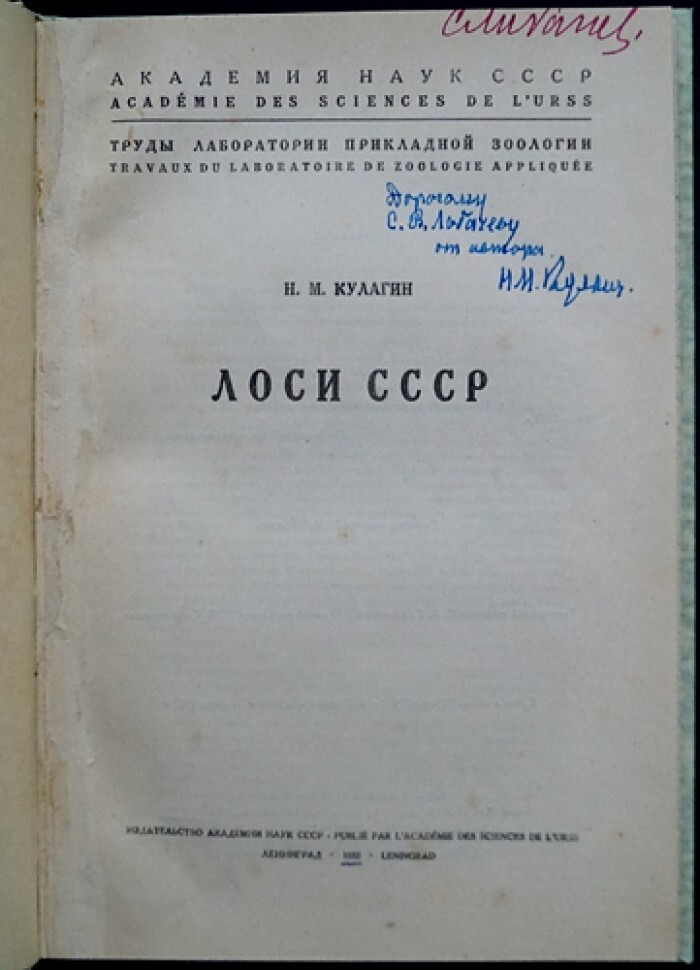 АКАДЕМИЯ НАУК СССР
ACADÉMIE DES SCIENCES DE L'URSS
ТРУДЫ ЛАБОРАТОРИИ ПРИКЛАДНОЙ ЗООЛОГИИ
TRAVAUX DU LABORATOIRE DE ZOOLOGIE APPLIQUÉE
Дорогому
С. В. Лобачеву
от автора.
Н. М. КУЛАГИН
Н.М. Кулагин.
ЛОСИ СССР
ИЗДАТЕЛЬСТВО АКАДЕМИИ НАУК СССР · PUBLIÉ PAR L'ACADÉMIE DES SCIENCES DE L'URSS
ЛЕНИНГРАД · 1932 · LENINGRAD